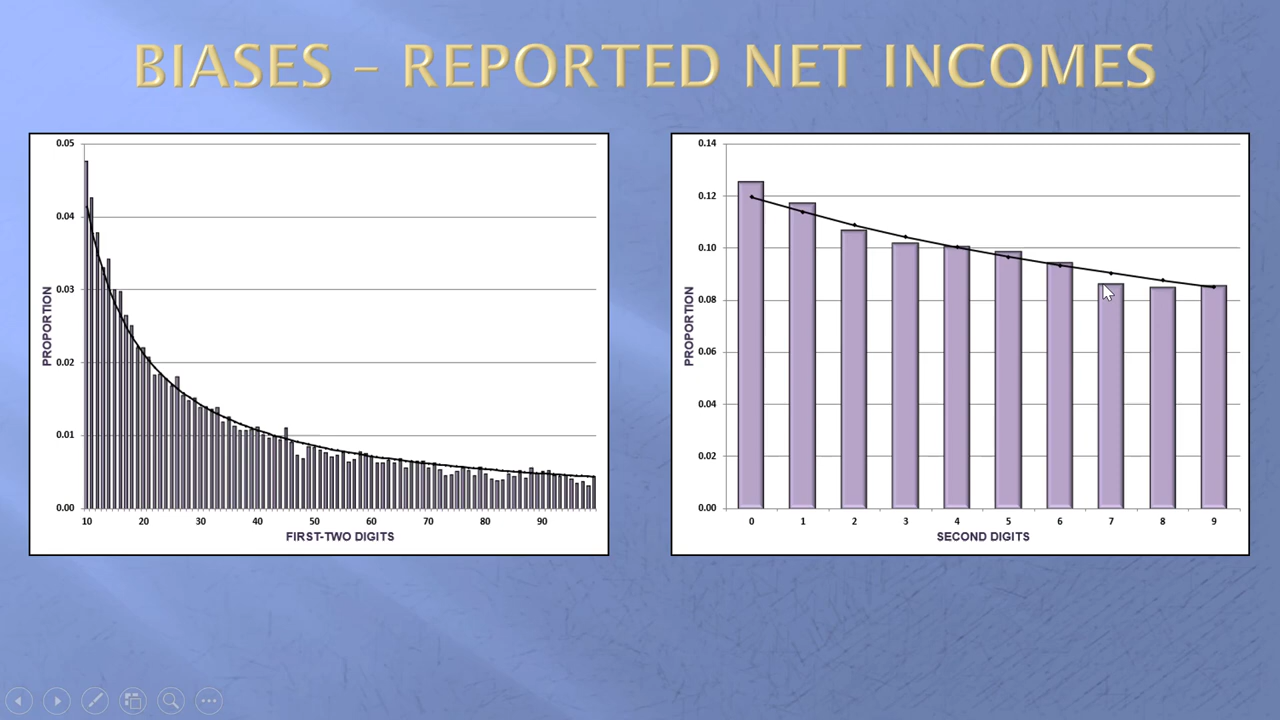 BIASES – REPORTED NET INCOMES
0.05
0.04
0.03
0.02
0.01
0.00
PROPORTION
10 20 30 40 50 60 70 80 90
FIRST-TWO DIGITS
0.14
0.12
0.10
0.08
0.06
0.04
0.02
0.00
PROPORTION
0 1 2 3 4 5 6 7 8 9
SECOND DIGITS